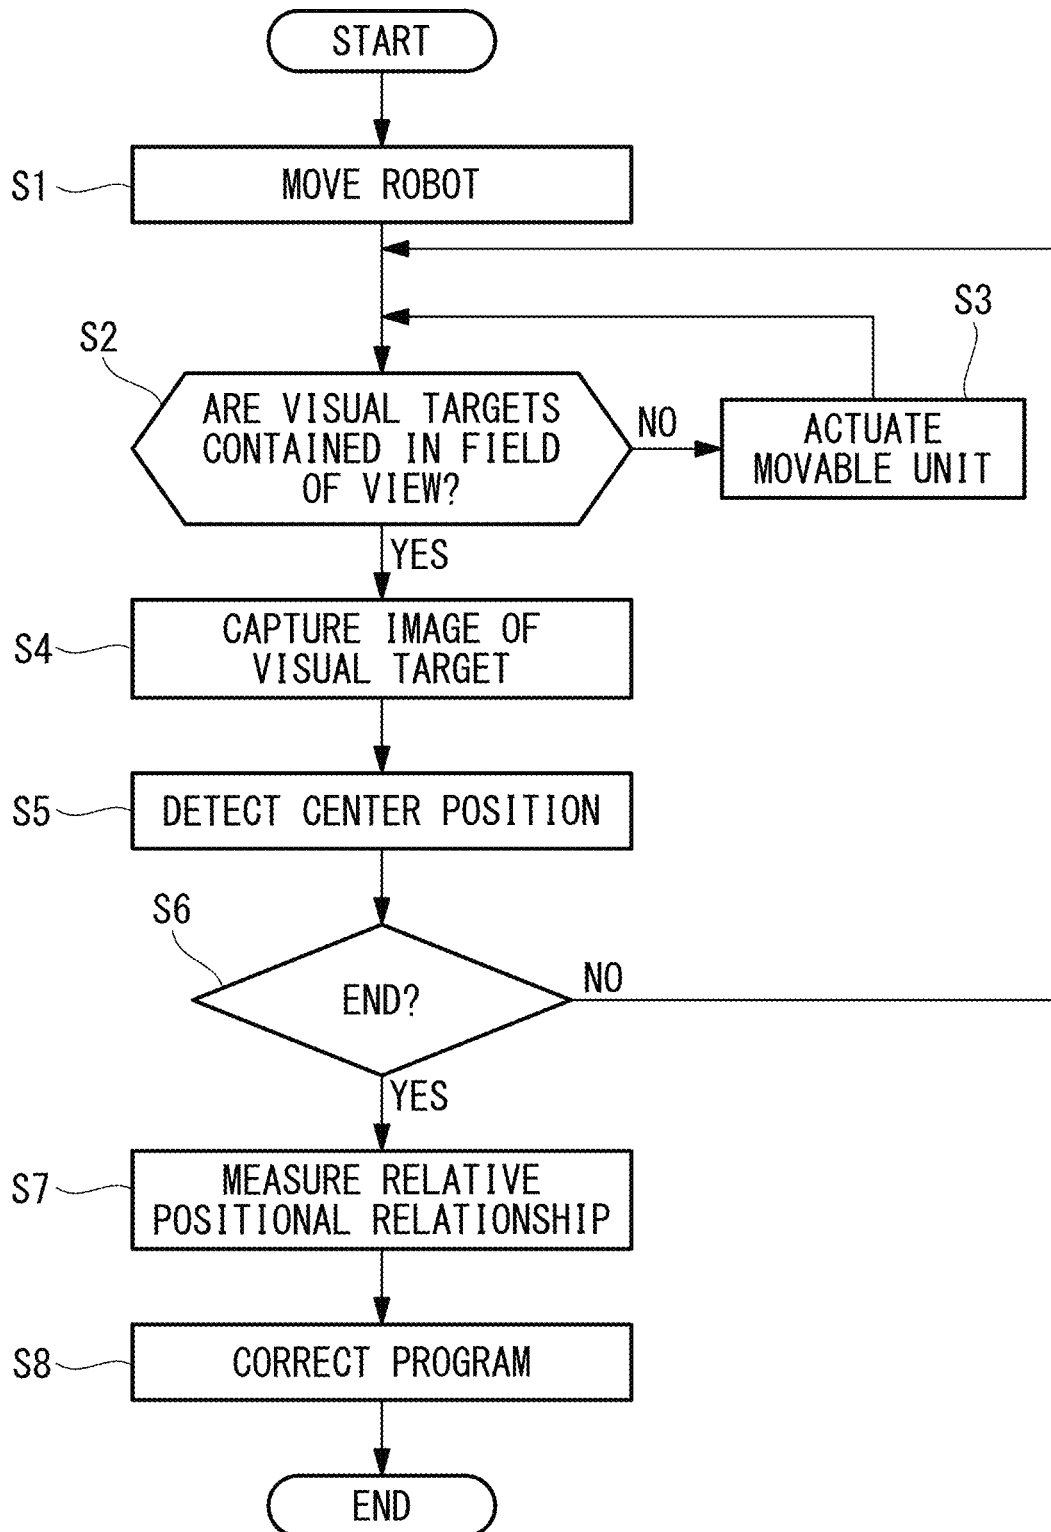 START
S1
MOVE ROBOT
S3
S2
ARE VISUAL TARGETS
CONTAINED IN FIELD
OF VIEW?
NO
ACTUATE
MOVABLE UNIT
YES
S4
CAPTURE IMAGE OF
VISUAL TARGET
S5
DETECT CENTER POSITION
S6
END?
NO
YES
S7
MEASURE RELATIVE
POSITIONAL RELATIONSHIP
S8
CORRECT PROGRAM
END